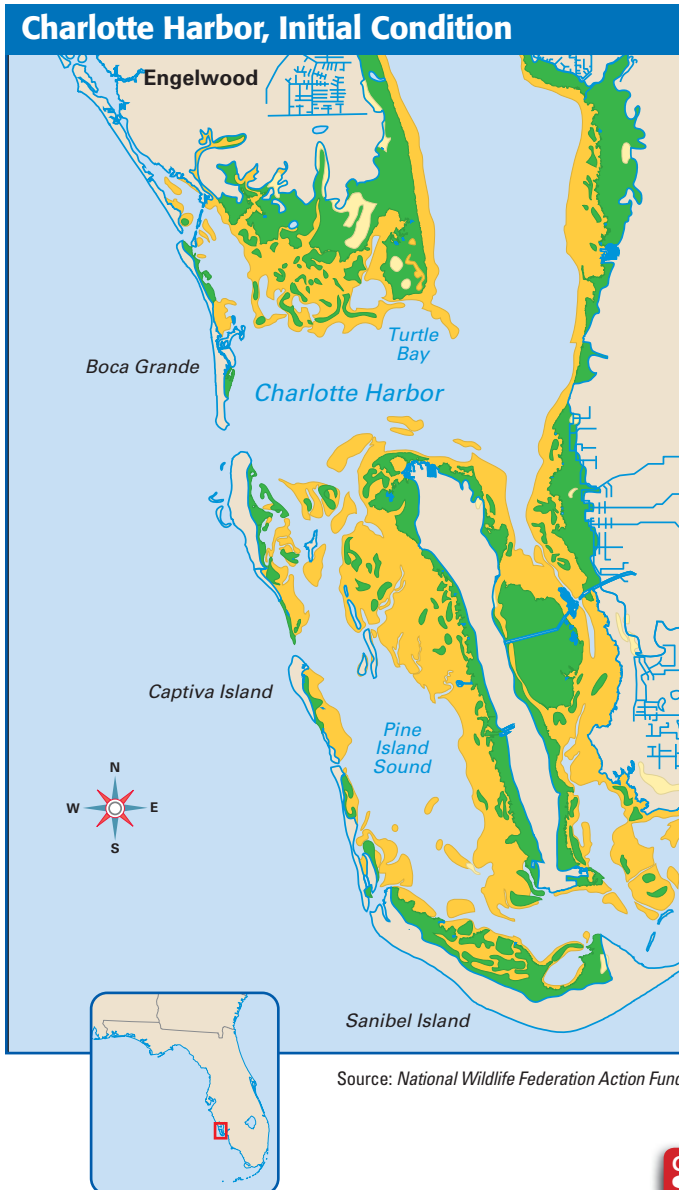 Charlotte Harbor, Initial Condition
Engelwood
Turtle
Bay
Boca Grande
Charlotte Harbor
Captiva Island
Pine
Island
Sound
N
W E
S
Sanibel Island
Source: National Wildlife Federation Action Fund